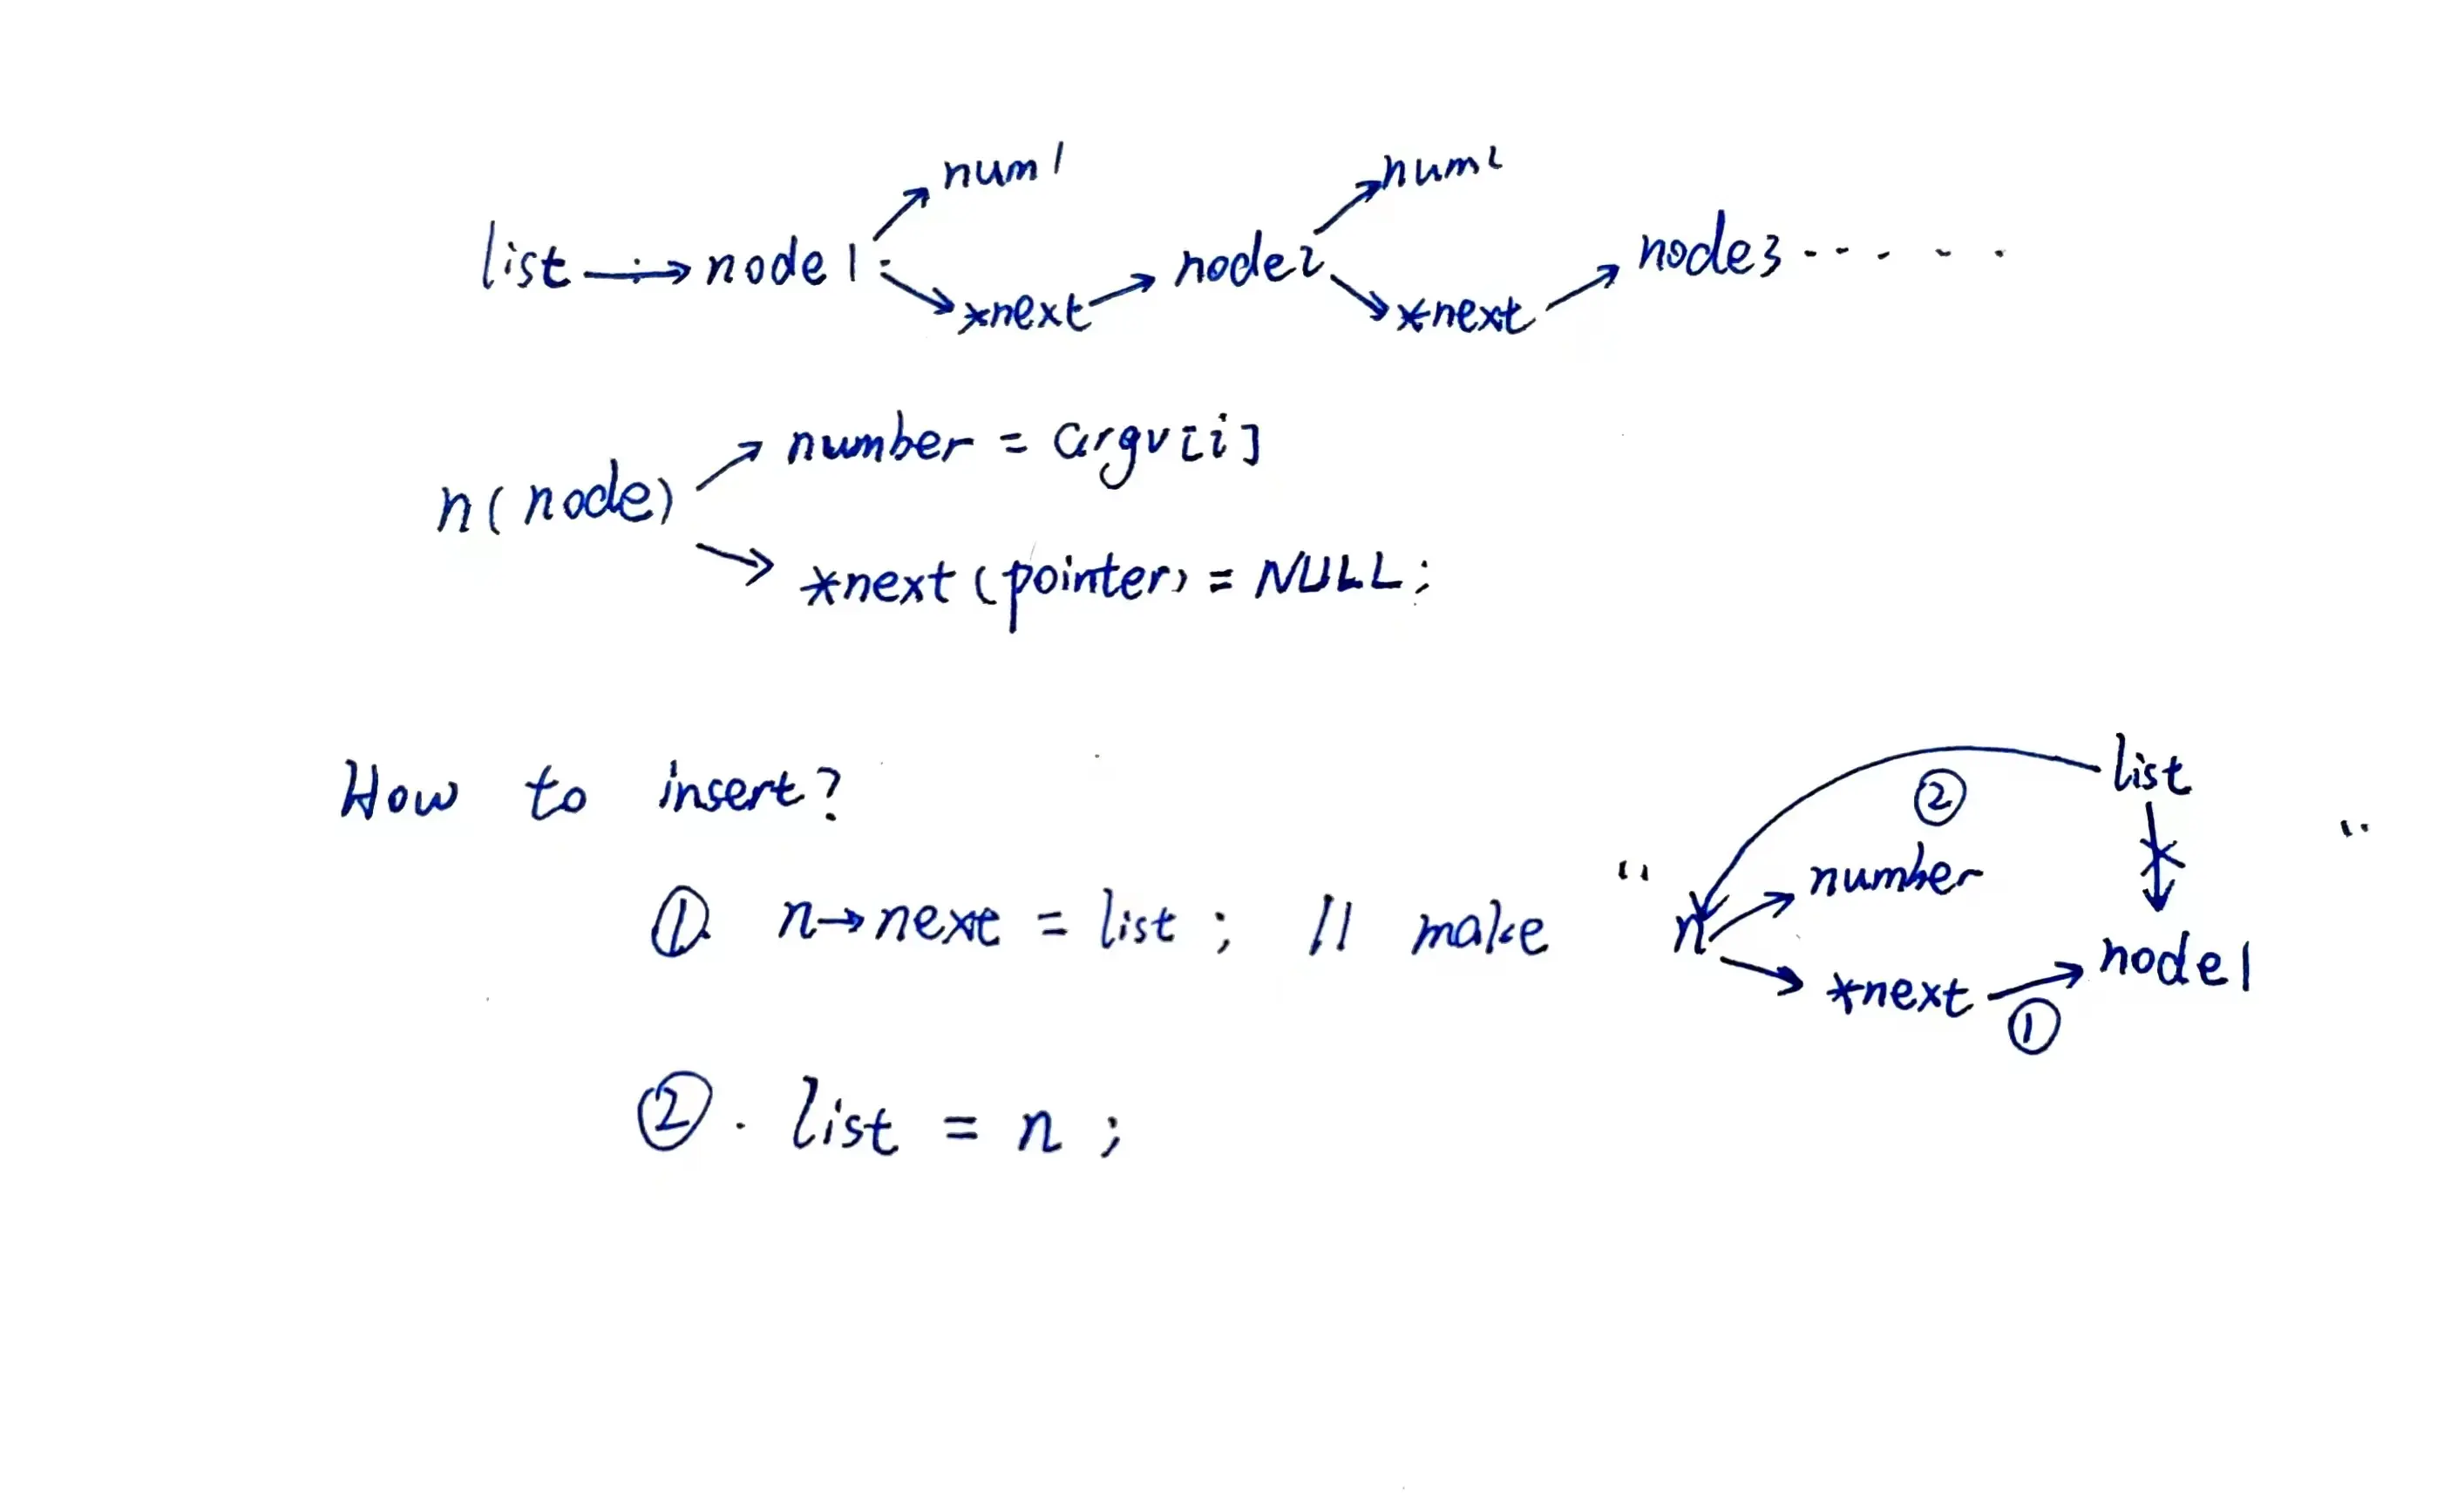 num1 num2
list → node1 node2 node3 ......
*next → *next →
number = argv[i]
n(node)
*next (pointer) = NULL;
How to insert?
① n→next = list; // make "
② list
number "
n
*next → node1
①
② . list = n ;